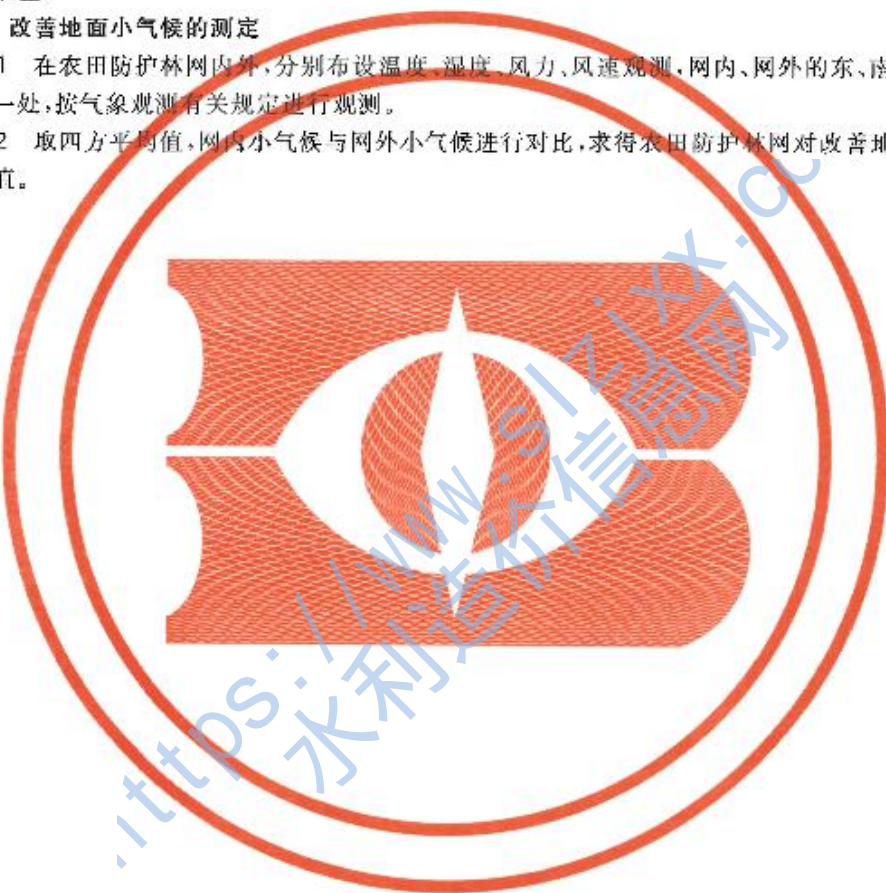 改善地面小气候的测定
1 在农田防护林网内外,分别布设温度、湿度、风力、风速观测,网内、网外的东、南
一处,按气象观测有关规定进行观测。
2 取四方平均值,网内小气候与网外小气候进行对比,求得农田防护林网对改善地
值。
https://www.slzjxx.co
水利造价信息网